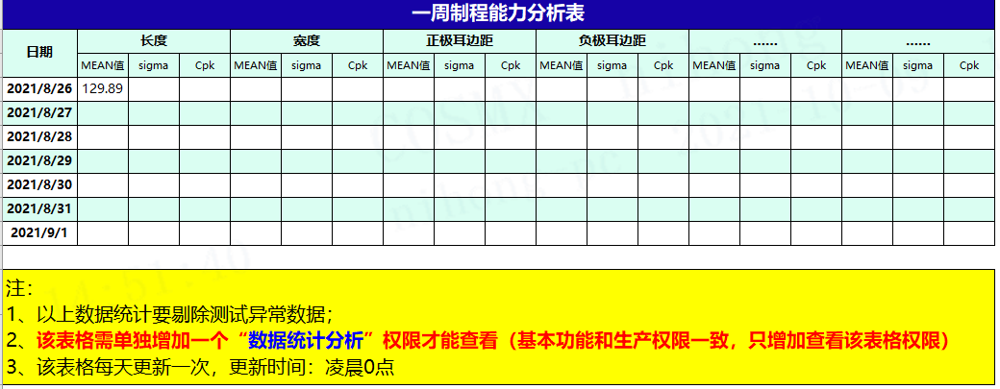 一周制程能力分析表
日期 长度 宽度 正极耳边距 负极耳边距 ...... ......
MEAN值 sigma Cpk MEAN值 sigma Cpk MEAN值 sigma Cpk MEAN值 sigma Cpk MEAN值 sigma Cpk MEAN值 sigma Cpk
2021/8/26 129.89
2021/8/27
2021/8/28
2021/8/29
2021/8/30
2021/8/31
2021/9/1
注：
1、以上数据统计要剔除测试异常数据；
2、该表格需单独增加一个“数据统计分析”权限才能查看（基本功能和生产权限一致，只增加查看该表格权限）
3、该表格每天更新一次，更新时间：凌晨0点
COSMX
nihong pc
14:51:40
nihong